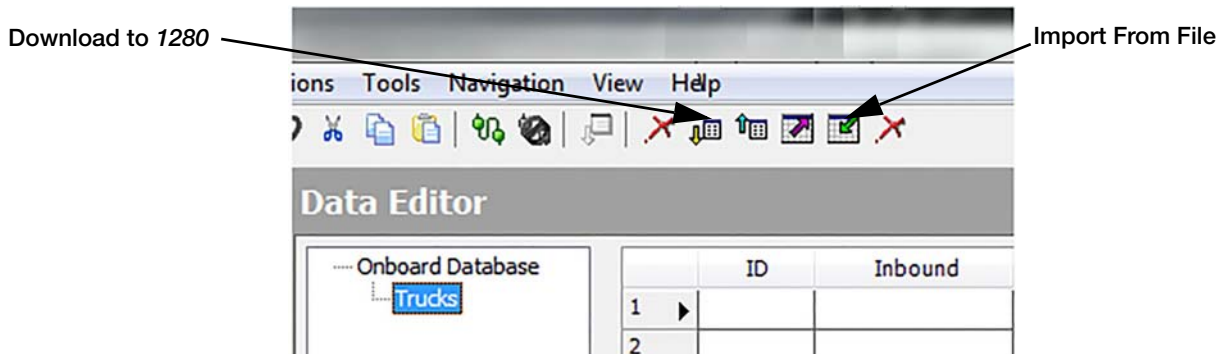 Download to 1280
Import From File
ions Tools Navigation View Help
Data Editor
Onboard Database
Trucks
ID Inbound
1
2